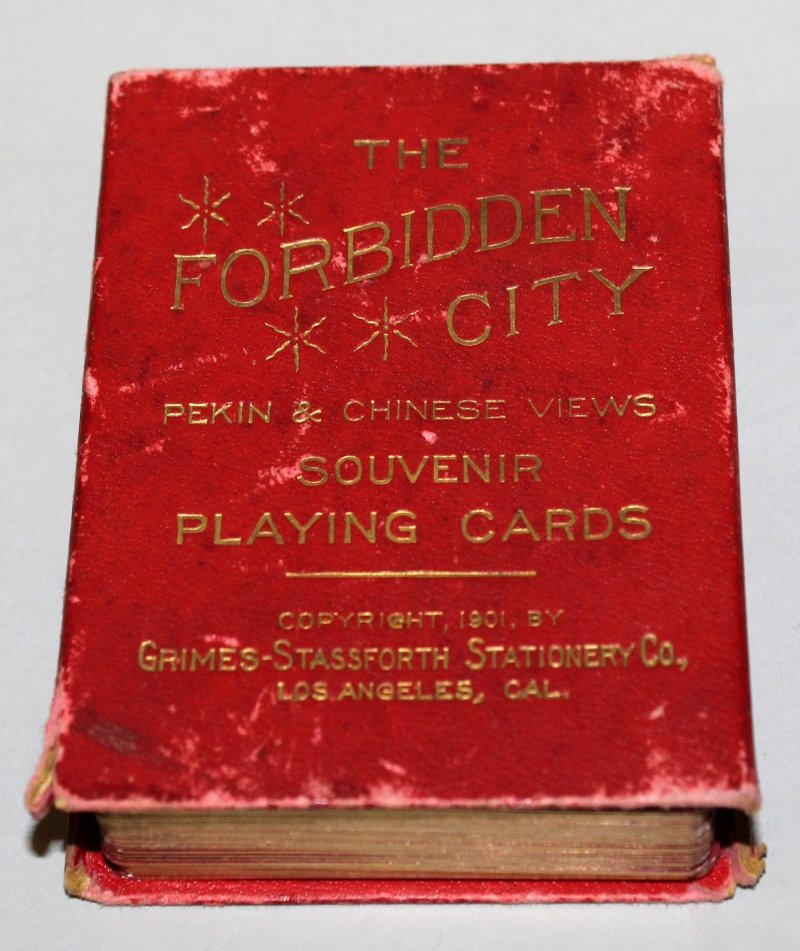 THE
FORBIDDEN
CITY
PEKIN & CHINESE VIEWS
SOUVENIR
PLAYING CARDS
COPYRIGHT, 1901, BY
GRIMES-STASSFORTH STATIONERY CO.,
LOS ANGELES, CAL.